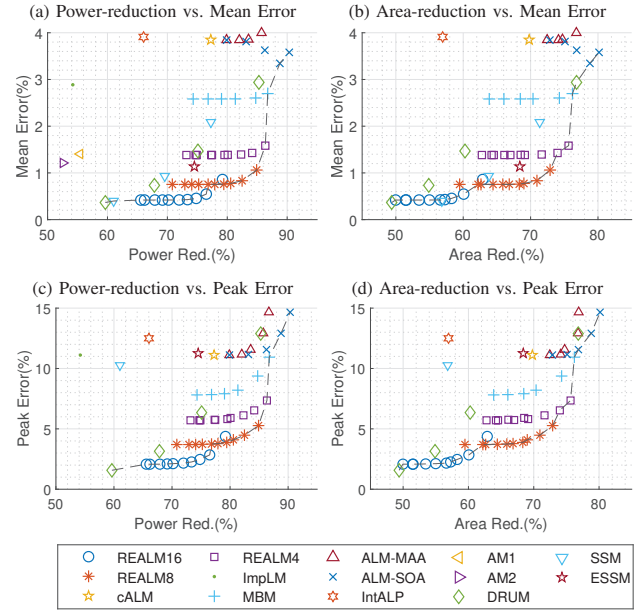 (a) Power-reduction vs. Mean Error
(b) Area-reduction vs. Mean Error
4
3
2
1
0
Mean Error(%)
50 60 70 80 90
Power Red.(%)
4
3
2
1
0
Mean Error(%)
50 60 70 80
Area Red.(%)
(c) Power-reduction vs. Peak Error
(d) Area-reduction vs. Peak Error
15
10
5
0
Peak Error(%)
50 60 70 80 90
Power Red.(%)
15
10
5
0
Peak Error(%)
50 60 70 80
Area Red.(%)
REALM16 REALM4 ALM-MAA AM1 SSM
REALM8 ImpLM ALM-SOA AM2 ESSM
cALM MBM IntALP DRUM